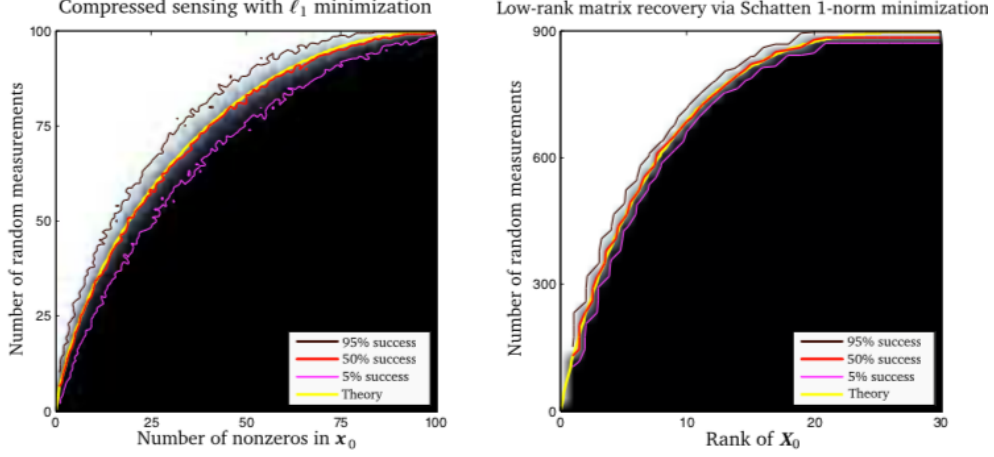 Compressed sensing with ℓ₁ minimization
100
75
50
25
0
Number of random measurements
95% success
50% success
5% success
Theory
0 25 50 75 100
Number of nonzeros in x₀
Low-rank matrix recovery via Schatten 1-norm minimization
900
600
300
0
Number of random measurements
95% success
50% success
5% success
Theory
0 10 20 30
Rank of X₀